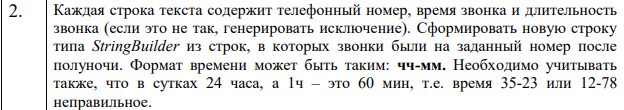 2. Каждая строка текста содержит телефонный номер, время звонка и длительность
звонка (если это не так, генерировать исключение). Сформировать новую строку
типа StringBuilder из строк, в которых звонки были на заданный номер после
полуночи. Формат времени может быть таким: чч-мм. Необходимо учитывать
также, что в сутках 24 часа, а 1ч – это 60 мин, т.е. время 35-23 или 12-78
неправильное.